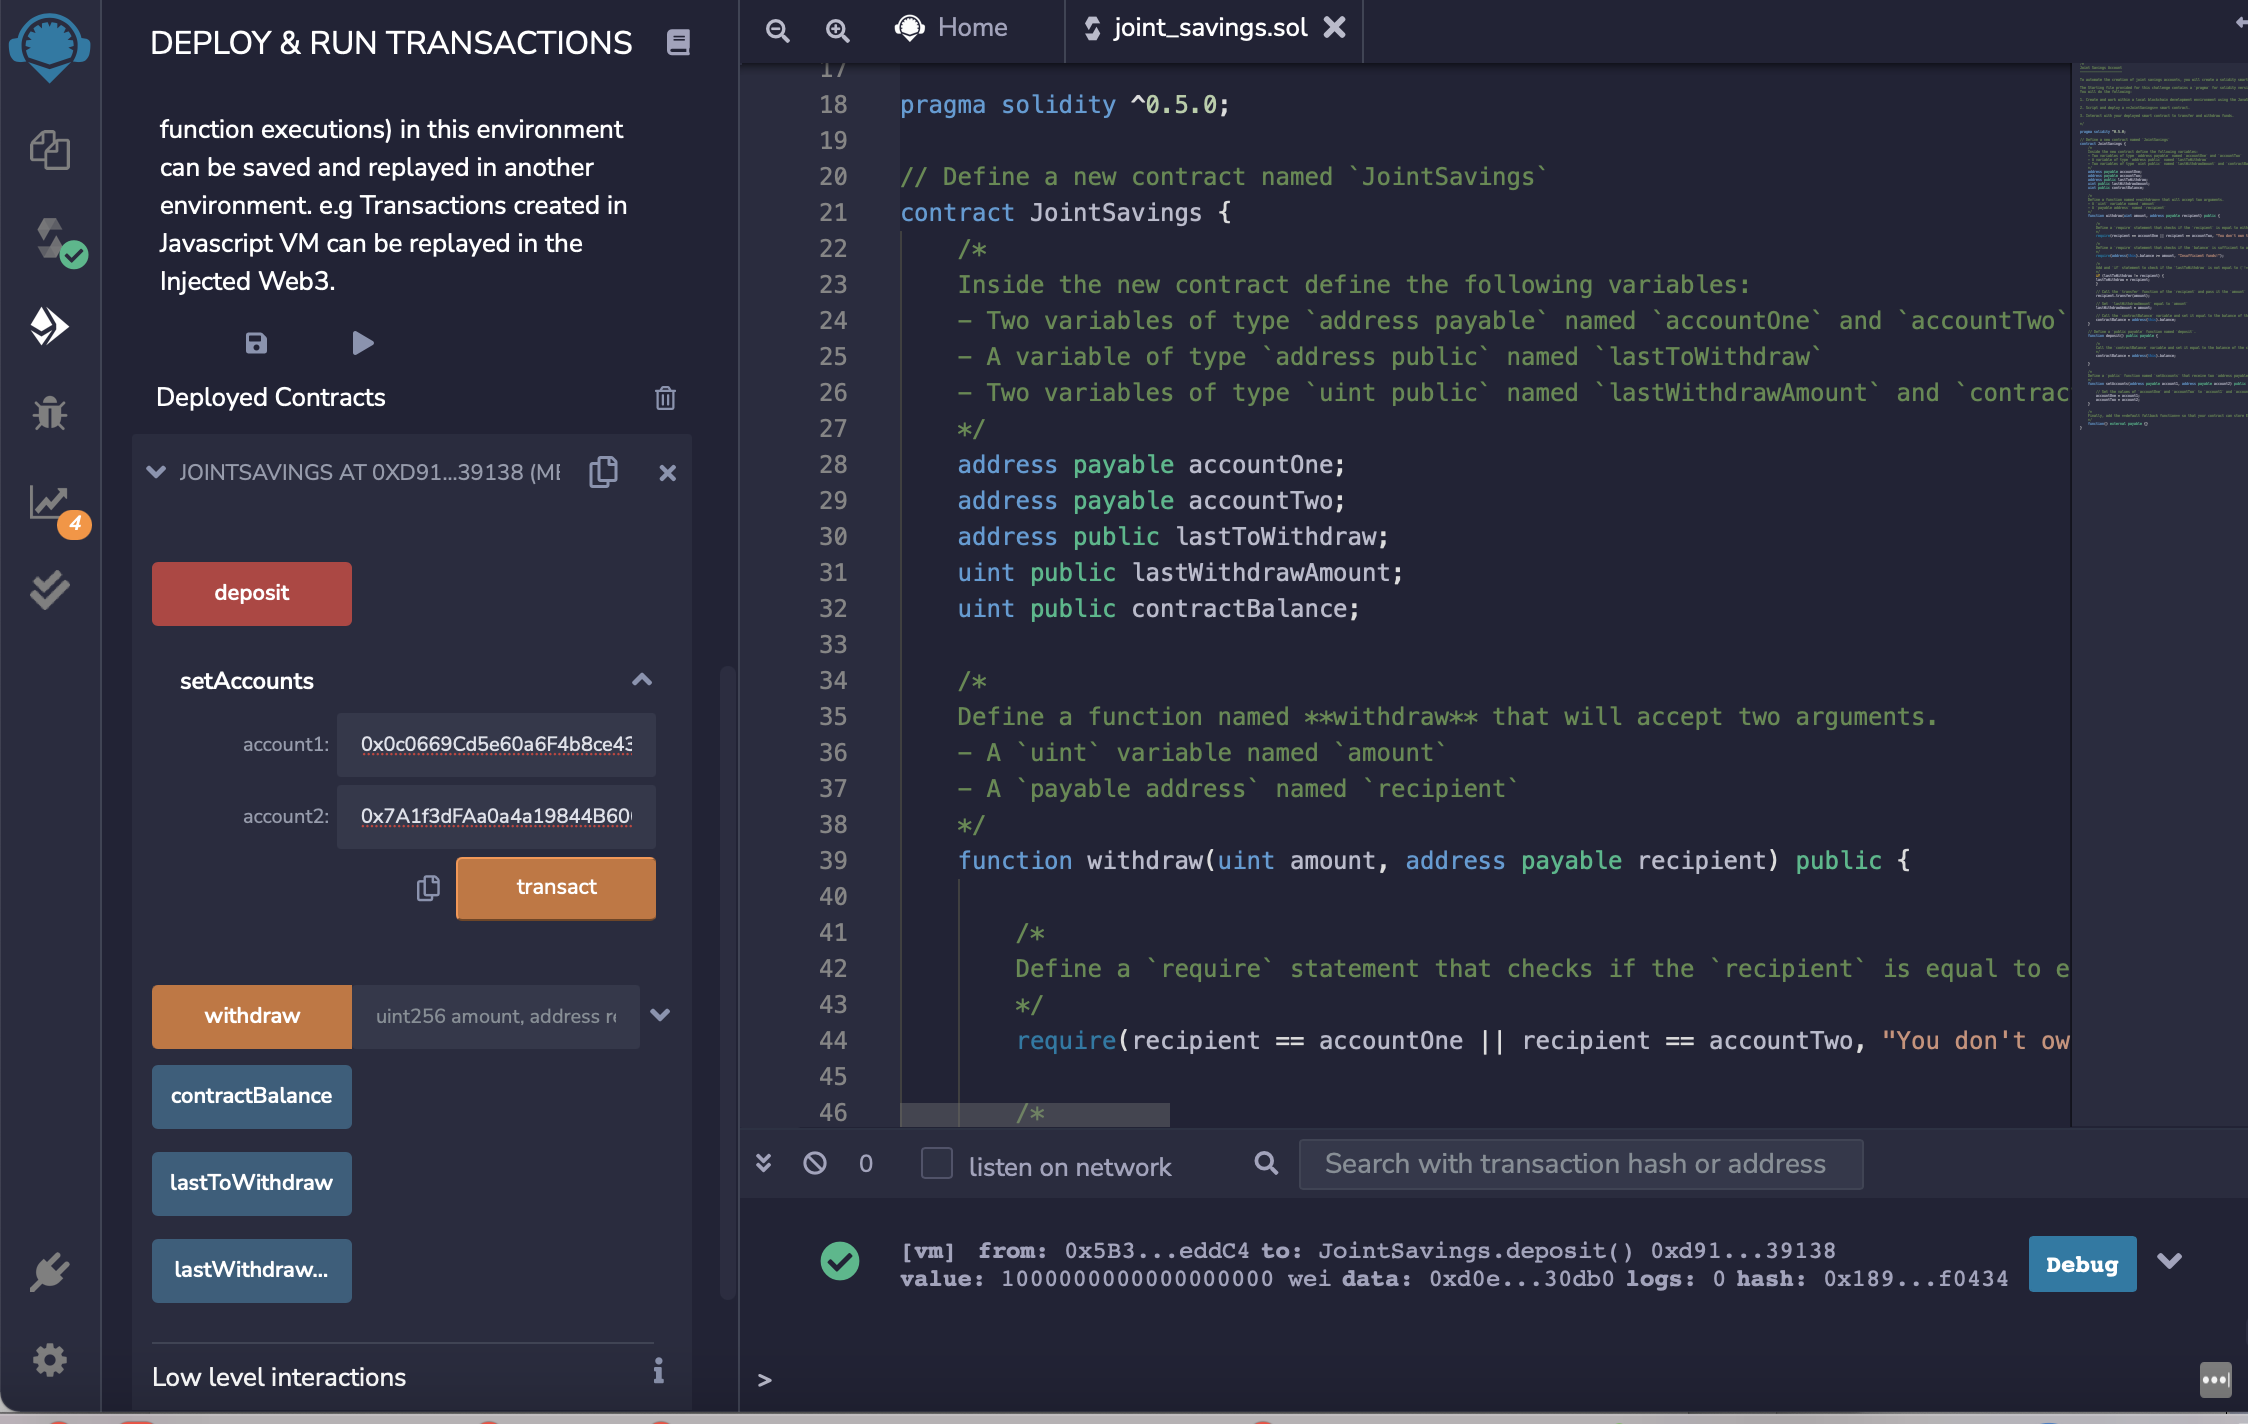 DEPLOY & RUN TRANSACTIONS
function executions) in this environment
can be saved and replayed in another
environment. e.g Transactions created in
Javascript VM can be replayed in the
Injected Web3.
Deployed Contracts
JOINTSAVINGS AT 0XD91...39138 (ME
deposit
setAccounts
account1: 0x0c0669Cd5e60a6F4b8ce43
account2: 0x7A1f3dFAa0a4a19844B60
transact
withdraw uint256 amount, address re
contractBalance
lastToWithdraw
lastWithdraw...
Low level interactions
4
Home joint_savings.sol
17
18 pragma solidity ^0.5.0;
19
20 // Define a new contract named `JointSavings`
21 contract JointSavings {
22 /*
23 Inside the new contract define the following variables:
24 - Two variables of type `address payable` named `accountOne` and `accountTwo`
25 - A variable of type `address public` named `lastToWithdraw`
26 - Two variables of type `uint public` named `lastWithdrawAmount` and `contrac
27 */
28 address payable accountOne;
29 address payable accountTwo;
30 address public lastToWithdraw;
31 uint public lastWithdrawAmount;
32 uint public contractBalance;
33
34 /*
35 Define a function named **withdraw** that will accept two arguments.
36 - A `uint` variable named `amount`
37 - A `payable address` named `recipient`
38 */
39 function withdraw(uint amount, address payable recipient) public {
40
41 /*
42 Define a `require` statement that checks if the `recipient` is equal to e
43 */
44 require(recipient == accountOne || recipient == accountTwo, "You don't ow
45
46 /*
0 listen on network Search with transaction hash or address
[vm] from: 0x5B3...eddC4 to: JointSavings.deposit() 0xd91...39138
value: 1000000000000000000 wei data: 0xd0e...30db0 logs: 0 hash: 0x189...f0434
Debug
>